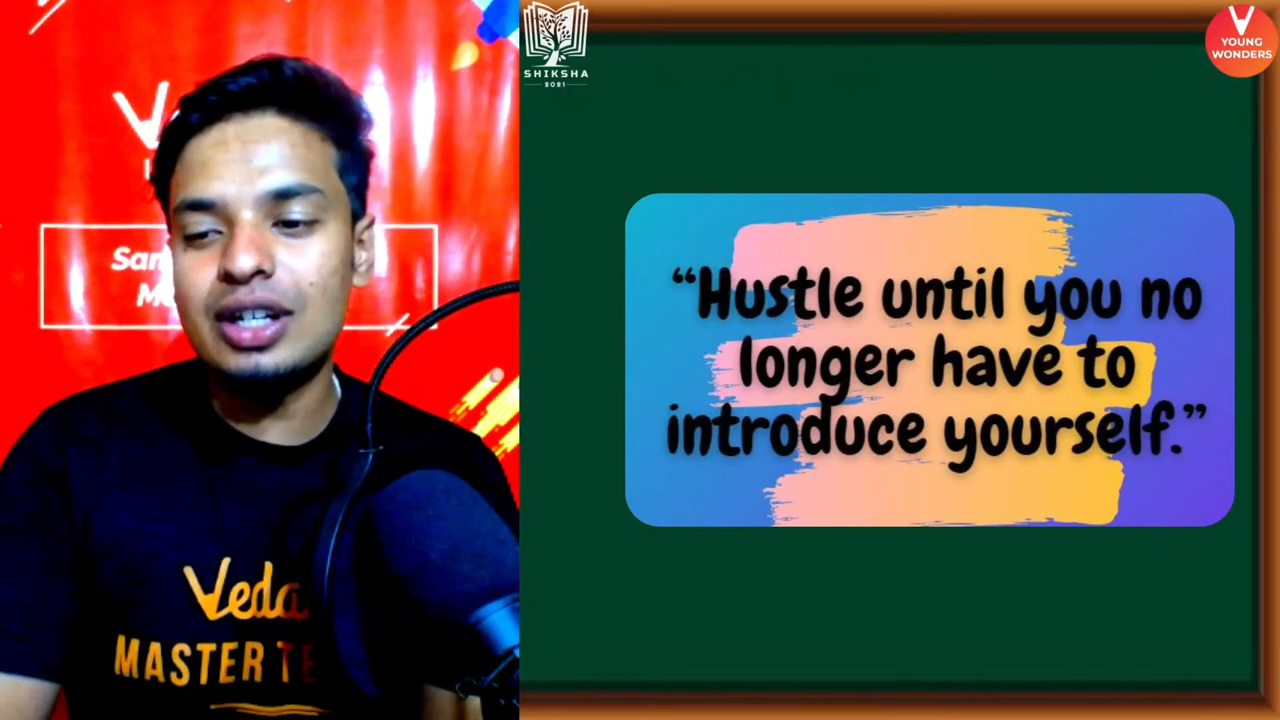 SHIKSHA
2021
V
YOUNG
WONDERS
"Hustle until you no
longer have to
introduce yourself."
Veda
MASTER TE